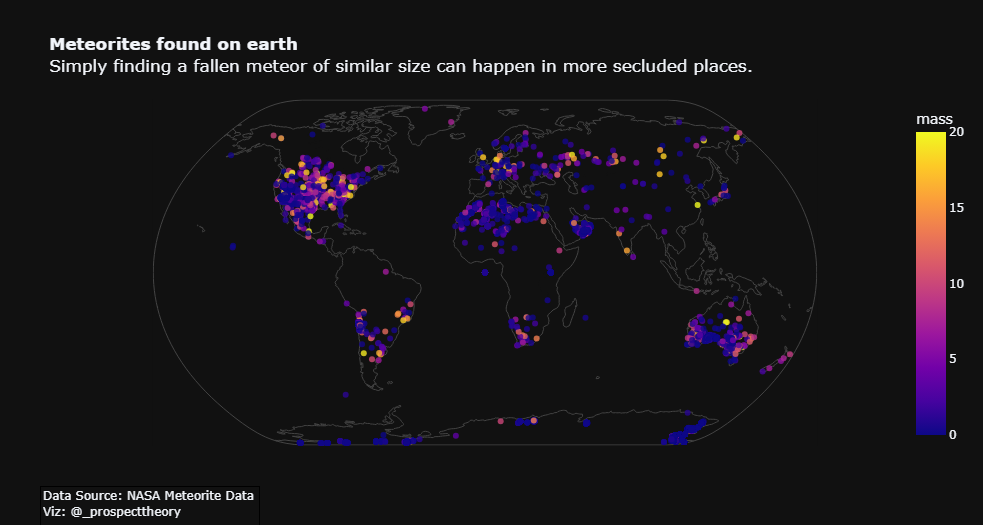 Meteorites found on earth
Simply finding a fallen meteor of similar size can happen in more secluded places.
mass
20
15
10
5
0
Data Source: NASA Meteorite Data
Viz: @_prospecttheory